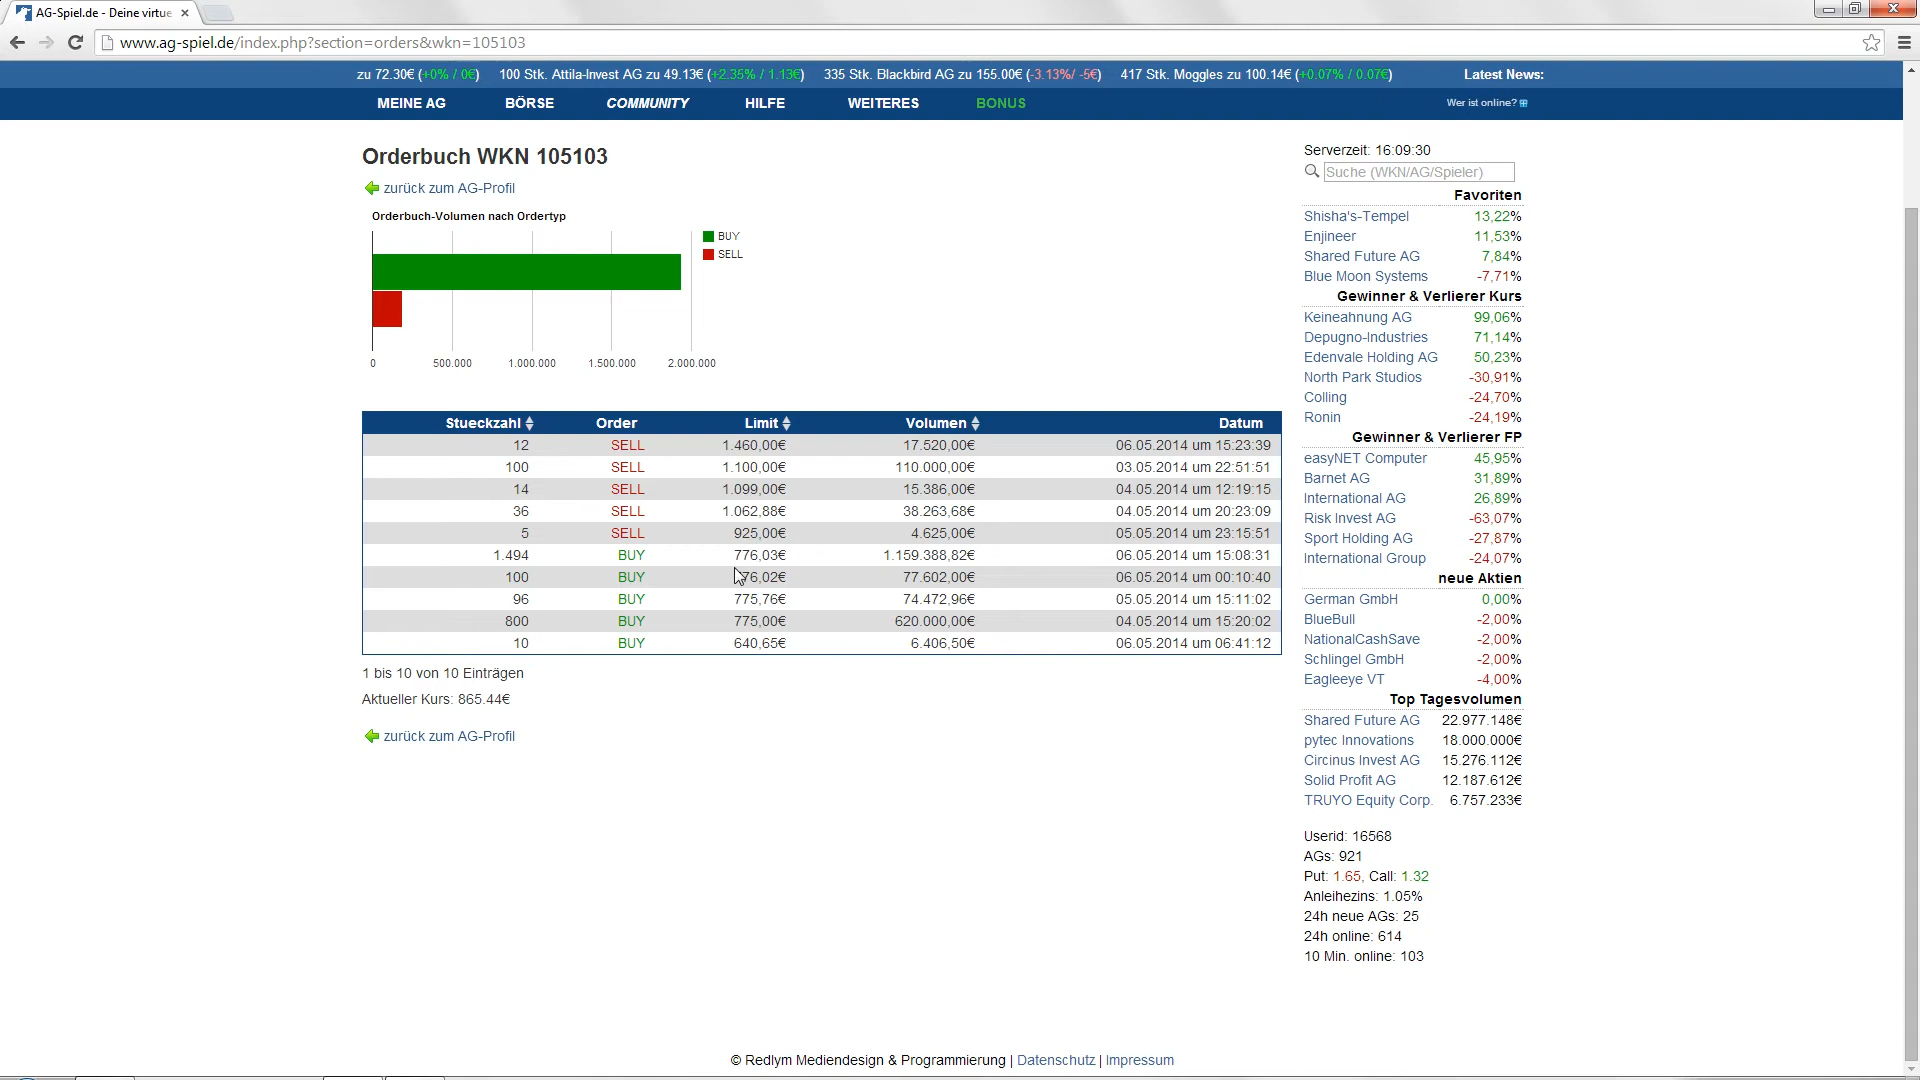 AG-Spiel.de - Deine virtue
www.ag-spiel.de/index.php?section=orders&wkn=105103
zu 72.30€ (+0% / 0€) 100 Stk. Attila-Invest AG zu 49.13€ (+2.35% / 1.13€) 335 Stk. Blackbird AG zu 155.00€ (-3.13%/ -5€) 417 Stk. Moggles zu 100.14€ (+0.07% / 0.07€) Latest News:
MEINE AG BÖRSE COMMUNITY HILFE WEITERES BONUS Wer ist online?
Orderbuch WKN 105103
zurück zum AG-Profil
Orderbuch-Volumen nach Ordertyp
BUY
SELL
0 500.000 1.000.000 1.500.000 2.000.000
Stueckzahl Order Limit Volumen Datum
12 SELL 1.460,00€ 17.520,00€ 06.05.2014 um 15:23:39
100 SELL 1.100,00€ 110.000,00€ 03.05.2014 um 22:51:51
14 SELL 1.099,00€ 15.386,00€ 04.05.2014 um 12:19:15
36 SELL 1.062,88€ 38.263,68€ 04.05.2014 um 20:23:09
5 SELL 925,00€ 4.625,00€ 05.05.2014 um 23:15:51
1.494 BUY 776,03€ 1.159.388,82€ 06.05.2014 um 15:08:31
100 BUY 776,02€ 77.602,00€ 06.05.2014 um 00:10:40
96 BUY 775,76€ 74.472,96€ 05.05.2014 um 15:11:02
800 BUY 775,00€ 620.000,00€ 04.05.2014 um 15:20:02
10 BUY 640,65€ 6.406,50€ 06.05.2014 um 06:41:12
1 bis 10 von 10 Einträgen
Aktueller Kurs: 865.44€
zurück zum AG-Profil
Serverzeit: 16:09:30
Suche (WKN/AG/Spieler)
Favoriten
Shisha's-Tempel 13,22%
Enjineer 11,53%
Shared Future AG 7,84%
Blue Moon Systems -7,71%
Gewinner & Verlierer Kurs
Keineahnung AG 99,06%
Depugno-Industries 71,14%
Edenvale Holding AG 50,23%
North Park Studios -30,91%
Colling -24,70%
Ronin -24,19%
Gewinner & Verlierer FP
easyNET Computer 45,95%
Barnet AG 31,89%
International AG 26,89%
Risk Invest AG -63,07%
Sport Holding AG -27,87%
International Group -24,07%
neue Aktien
German GmbH 0,00%
BlueBull -2,00%
NationalCashSave -2,00%
Schlingel GmbH -2,00%
Eagleeye VT -4,00%
Top Tagesvolumen
Shared Future AG 22.977.148€
pytec Innovations 18.000.000€
Circinus Invest AG 15.276.112€
Solid Profit AG 12.187.612€
TRUYO Equity Corp. 6.757.233€
Userid: 16568
AGs: 921
Put: 1.65, Call: 1.32
Anleihezins: 1.05%
24h neue AGs: 25
24h online: 614
10 Min. online: 103
© Redlym Mediendesign & Programmierung | Datenschutz | Impressum